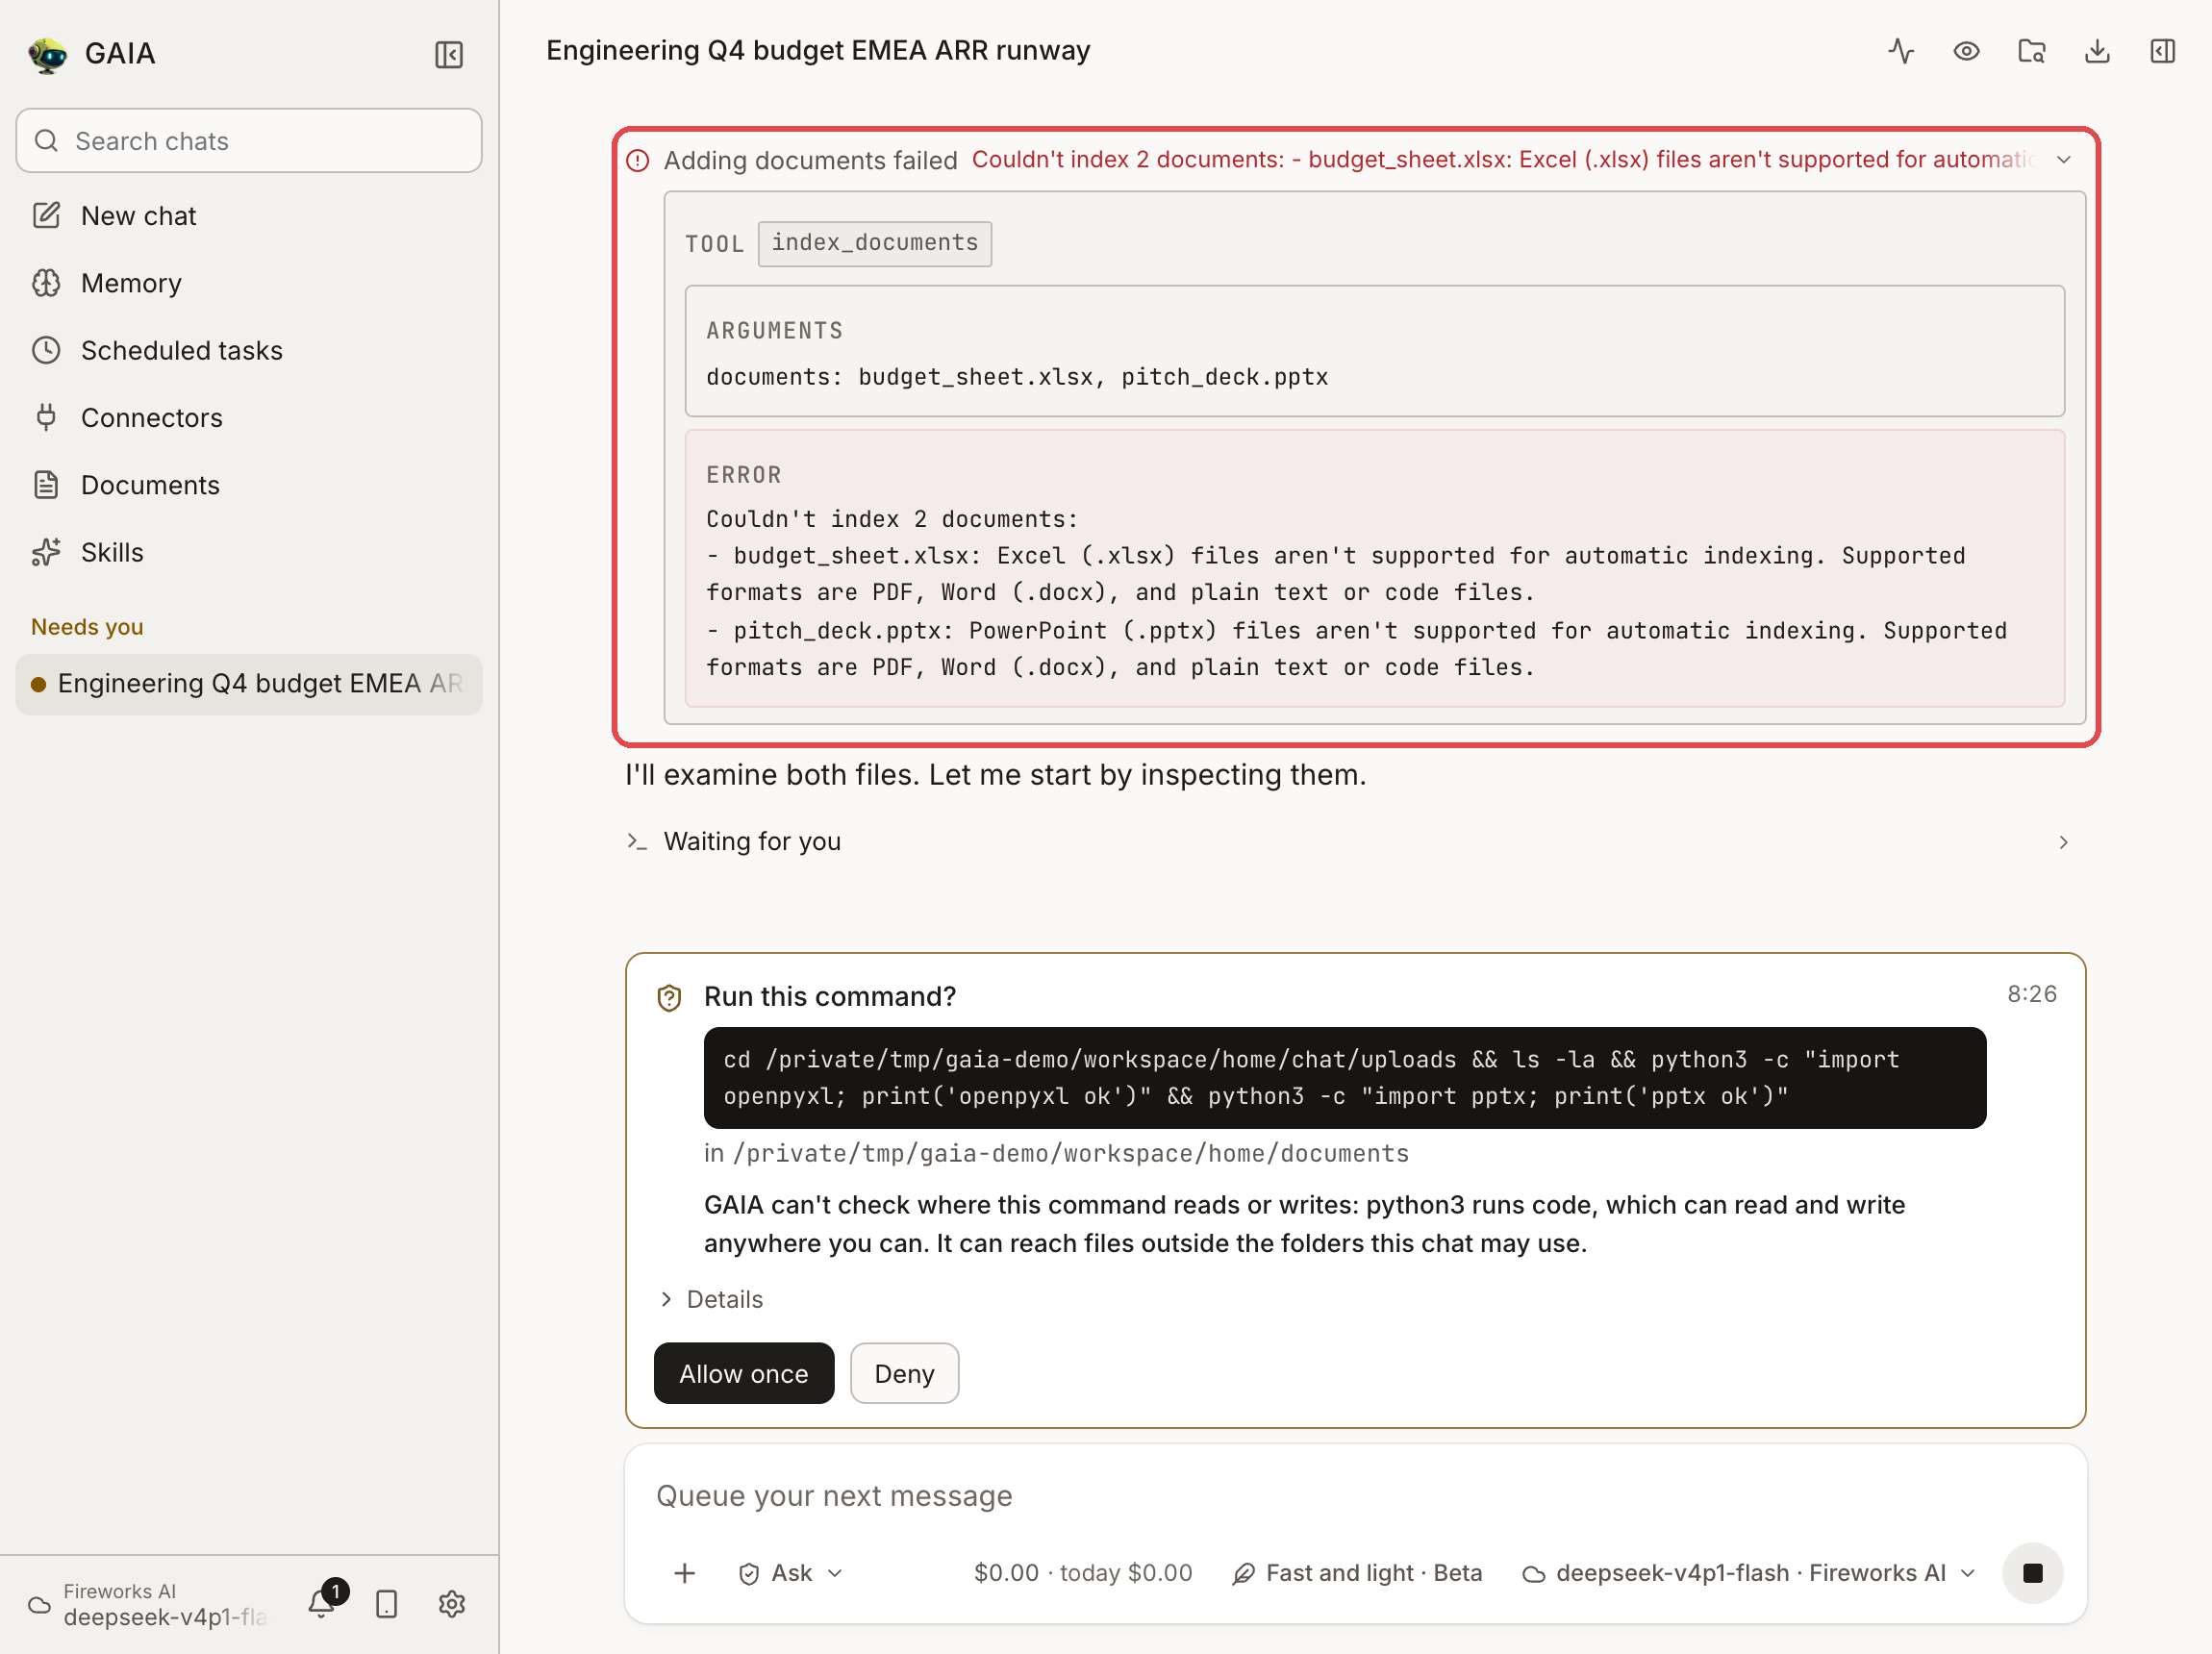 GAIA
Search chats
New chat
Memory
Scheduled tasks
Connectors
Documents
Skills
Needs you
Engineering Q4 budget EMEA AR
Fireworks AI
deepseek-v4p1-fla
1
Engineering Q4 budget EMEA ARR runway
Adding documents failed Couldn't index 2 documents: - budget_sheet.xlsx: Excel (.xlsx) files aren't supported for automatic
TOOL index_documents
ARGUMENTS
documents: budget_sheet.xlsx, pitch_deck.pptx
ERROR
Couldn't index 2 documents:
- budget_sheet.xlsx: Excel (.xlsx) files aren't supported for automatic indexing. Supported
formats are PDF, Word (.docx), and plain text or code files.
- pitch_deck.pptx: PowerPoint (.pptx) files aren't supported for automatic indexing. Supported
formats are PDF, Word (.docx), and plain text or code files.
I'll examine both files. Let me start by inspecting them.
Waiting for you
Run this command?
8:26
cd /private/tmp/gaia-demo/workspace/home/chat/uploads && ls -la && python3 -c "import
openpyxl; print('openpyxl ok')" && python3 -c "import pptx; print('pptx ok')"
in /private/tmp/gaia-demo/workspace/home/documents
GAIA can't check where this command reads or writes: python3 runs code, which can read and write
anywhere you can. It can reach files outside the folders this chat may use.
Details
Allow once
Deny
Queue your next message
Ask
$0.00 · today $0.00
Fast and light · Beta
deepseek-v4p1-flash · Fireworks AI